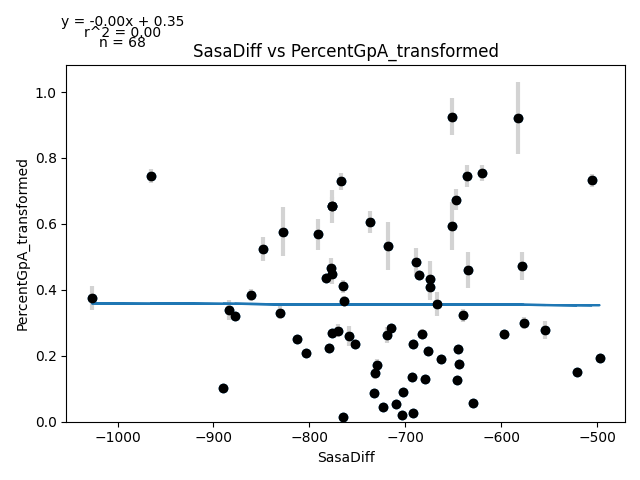 y = -0.00x + 0.35
r^2 = 0.00
n = 68
SasaDiff vs PercentGpA_transformed
PercentGpA_transformed
1.0
0.8
0.6
0.4
0.2
0.0
−1000 −900 −800 −700 −600 −500
SasaDiff